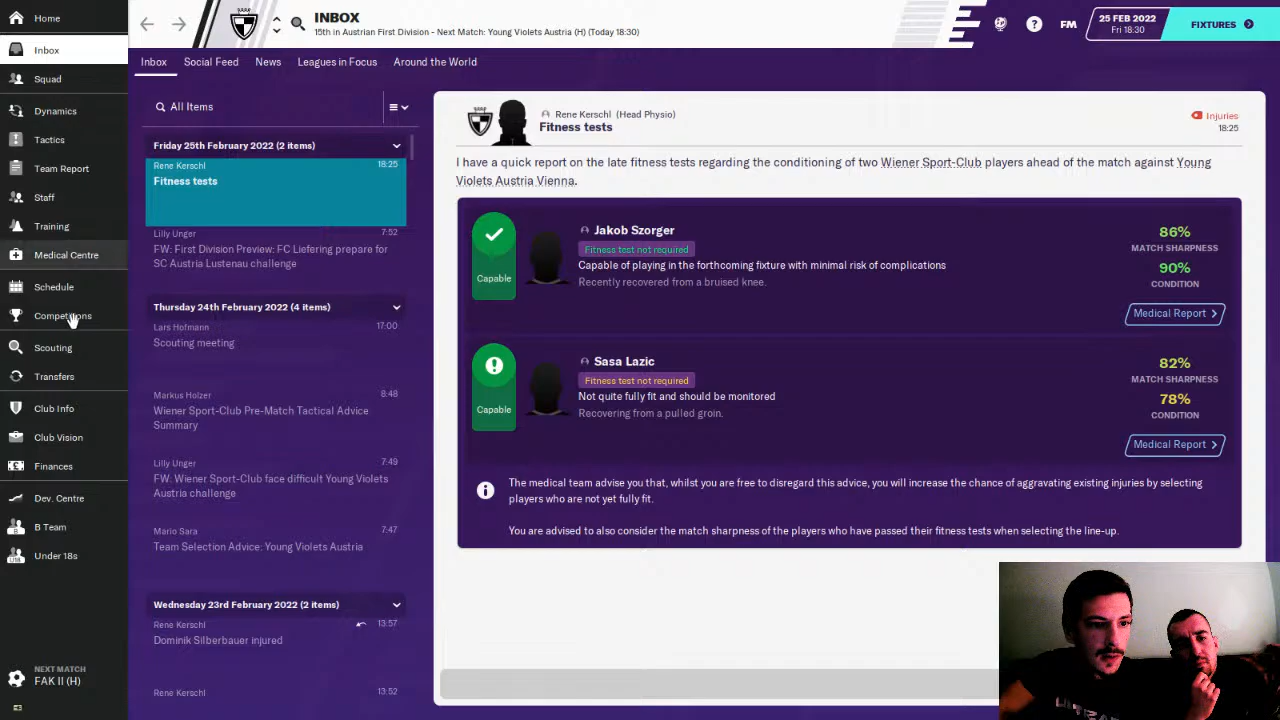 Home
Inbox
Squad
Dynamics
Tactics
Team Report
Staff
Training
Medical Centre
Schedule
Competitions
Scouting
Transfers
Club Info
Club Vision
Finances
Dev. Centre
B Team
Under 18s
NEXT MATCH
FAK II (H)
INBOX
15th in Austrian First Division - Next Match: Young Violets Austria (H) (Today 18:30)
FM
25 FEB 2022
Fri 18:30
FIXTURES
Inbox
Social Feed
News
Leagues in Focus
Around the World
All Items
Friday 25th February 2022 (2 items)
Rene Kerschl 18:25
Fitness tests
Lilly Unger 7:52
FW: First Division Preview: FC Liefering prepare for
SC Austria Lustenau challenge
Thursday 24th February 2022 (4 items)
Lars Hofmann 17:00
Scouting meeting
Markus Holzer 8:48
Wiener Sport-Club Pre-Match Tactical Advice
Summary
Lilly Unger 7:49
FW: Wiener Sport-Club face difficult Young Violets
Austria challenge
Mario Sara 7:47
Team Selection Advice: Young Violets Austria
Wednesday 23rd February 2022 (2 items)
Rene Kerschl 13:57
Dominik Silberbauer injured
Rene Kerschl 13:52
Rene Kerschl (Head Physio)
Fitness tests
Injuries
18:25
I have a quick report on the late fitness tests regarding the conditioning of two Wiener Sport-Club players ahead of the match against Young
Violets Austria Vienna.
Capable
Jakob Szorger
Fitness test not required
Capable of playing in the forthcoming fixture with minimal risk of complications
Recently recovered from a bruised knee.
86%
MATCH SHARPNESS
90%
CONDITION
Medical Report
Capable
Sasa Lazic
Fitness test not required
Not quite fully fit and should be monitored
Recovering from a pulled groin.
82%
MATCH SHARPNESS
78%
CONDITION
Medical Report
The medical team advise you that, whilst you are free to disregard this advice, you will increase the chance of aggravating existing injuries by selecting
players who are not yet fully fit.
You are advised to also consider the match sharpness of the players who have passed their fitness tests when selecting the line-up.